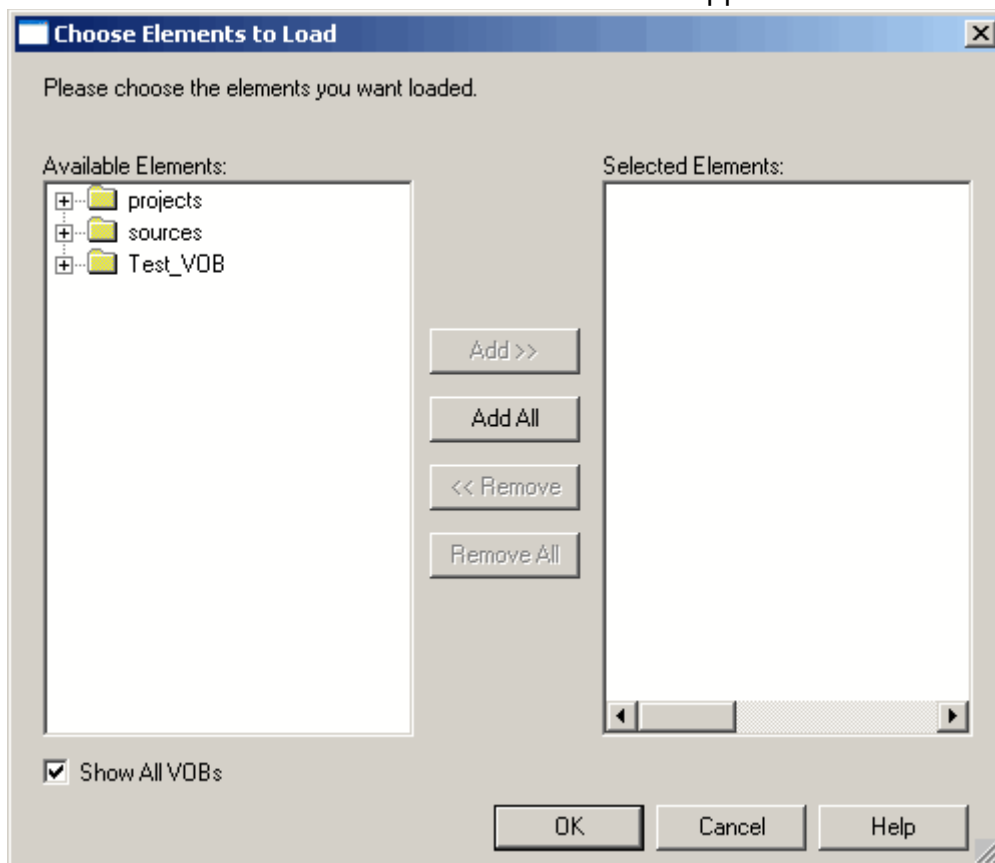 Choose Elements to Load
Please choose the elements you want loaded.
Available Elements:
Selected Elements:
projects
sources
Test_VOB
Add >>
Add All
<< Remove
Remove All
Show All VOBs
OK
Cancel
Help